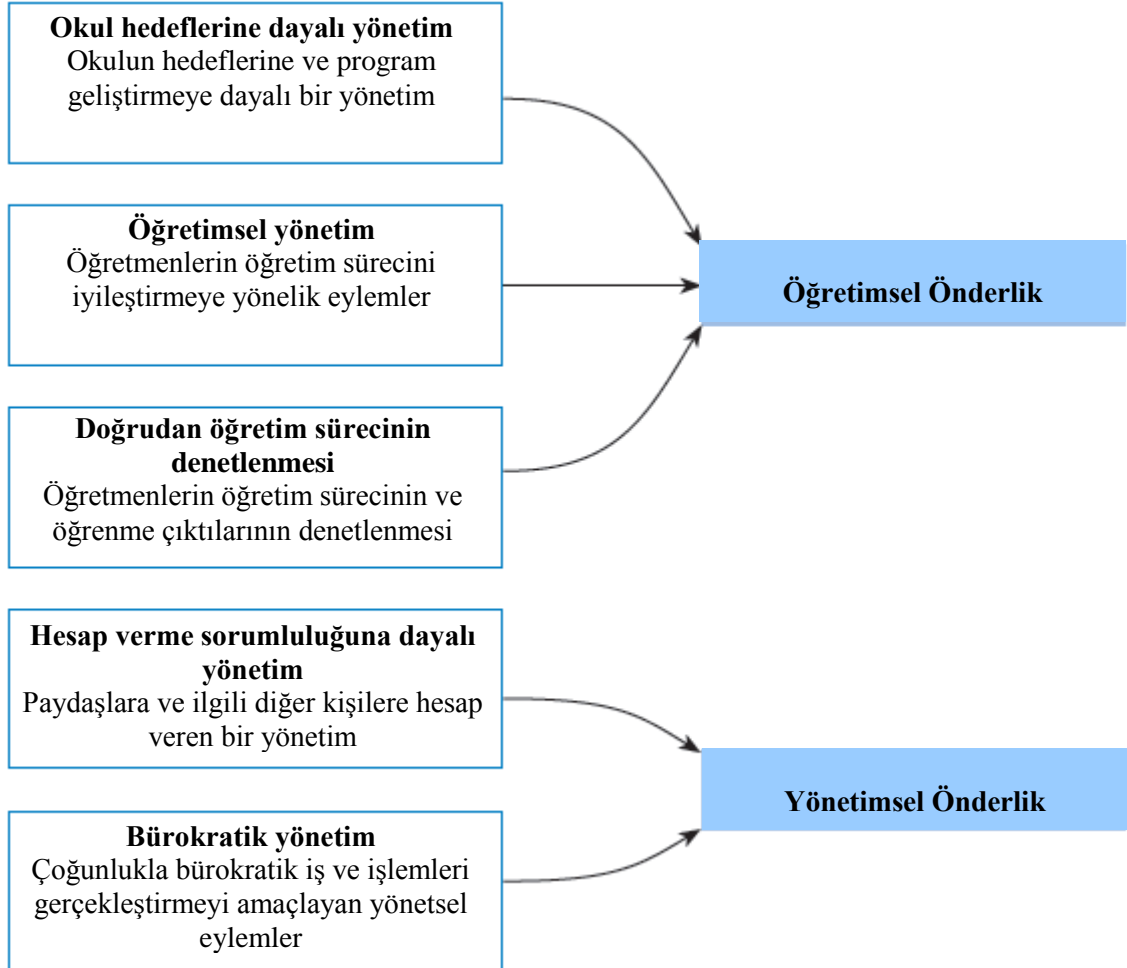 Okul hedeflerine dayalı yönetim
Okulun hedeflerine ve program
geliştirmeye dayalı bir yönetim
Öğretimsel yönetim
Öğretmenlerin öğretim sürecini
iyileştirmeye yönelik eylemler
Öğretimsel Önderlik
Doğrudan öğretim sürecinin
denetlenmesi
Öğretmenlerin öğretim sürecinin ve
öğrenme çıktılarının denetlenmesi
Hesap verme sorumluluğuna dayalı
yönetim
Paydaşlara ve ilgili diğer kişilere hesap
veren bir yönetim
Yönetimsel Önderlik
Bürokratik yönetim
Çoğunlukla bürokratik iş ve işlemleri
gerçekleştirmeyi amaçlayan yönetsel
eylemler